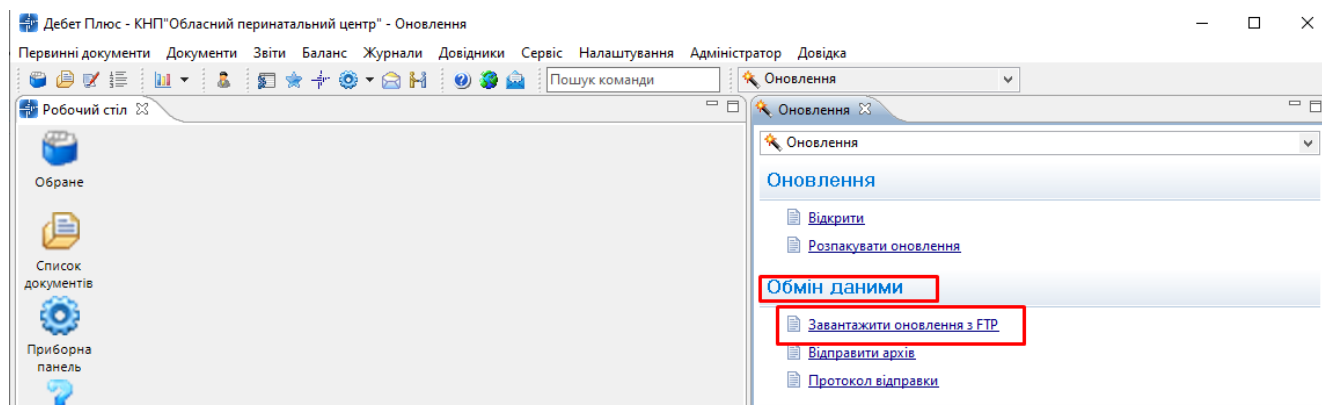 Дебет Плюс - КНП"Обласний перинатальний центр" - Оновлення
Первинні документи Документи Звіти Баланс Журнали Довідники Сервіс Налаштування Адміністратор Довідка
Пошук команди Оновлення
Робочий стіл Оновлення
Оновлення
Обране
Список
документів
Приборна
панель
Оновлення
Відкрити
Розпакувати оновлення
Обмін даними
Завантажити оновлення з FTP
Відправити архів
Протокол відправки